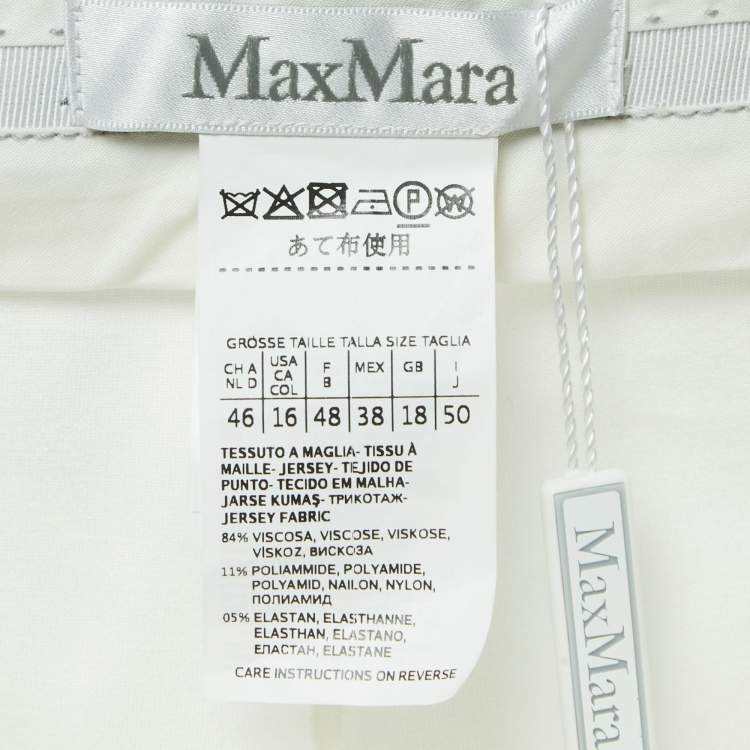 MaxMara
P W
あて布使用
GRÖSSE TAILLE TALLA SIZE TAGLIA
CH A NL D USA CA COL F B MEX GB I J
46 16 48 38 18 50
TESSUTO A MAGLIA- TISSU À
MAILLE- JERSEY- TEJIDO DE
PUNTO- TECIDO EM MALHA-
JARSE KUMAŞ- ТРИКОТАЖ-
JERSEY FABRIC
84% VISCOSA, VISCOSE, VISKOSE,
VİSKOZ, ВИСКОЗА
11% POLIAMMIDE, POLYAMIDE,
POLYAMID, NAILON, NYLON,
ПОЛИАМИД
05% ELASTAN, ELASTHANNE,
ELASTHAN, ELASTANO,
ЕЛАСТАН, ELASTANE
CARE INSTRUCTIONS ON REVERSE
MaxMara